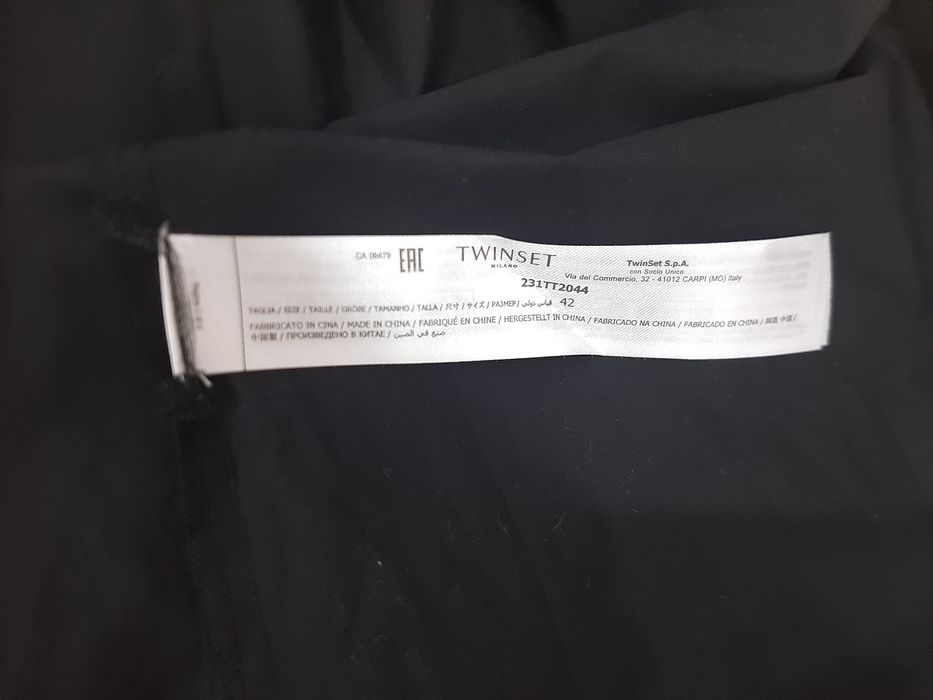 CA 08479 EAC TWINSET
MILANO
TwinSet S.p.A.
con Socio Unico
Via del Commercio, 32 - 41012 CARPI (MO) Italy
231TT2044
TAGLIA / SIZE / TAILLE / GRÖßE / TAMANHO / TALLA / 尺寸 / サイズ / РАЗМЕР / قياس دولي 42
FABBRICATO IN CINA / MADE IN CHINA / FABRIQUÉ EN CHINE / HERGESTELLT IN CHINA / FABRICADO NA CHINA / FABRICADO EN CHINA / 制造 中国 /
中国製 / ПРОИЗВЕДЕНО В КИТАЕ / صنع في الصين